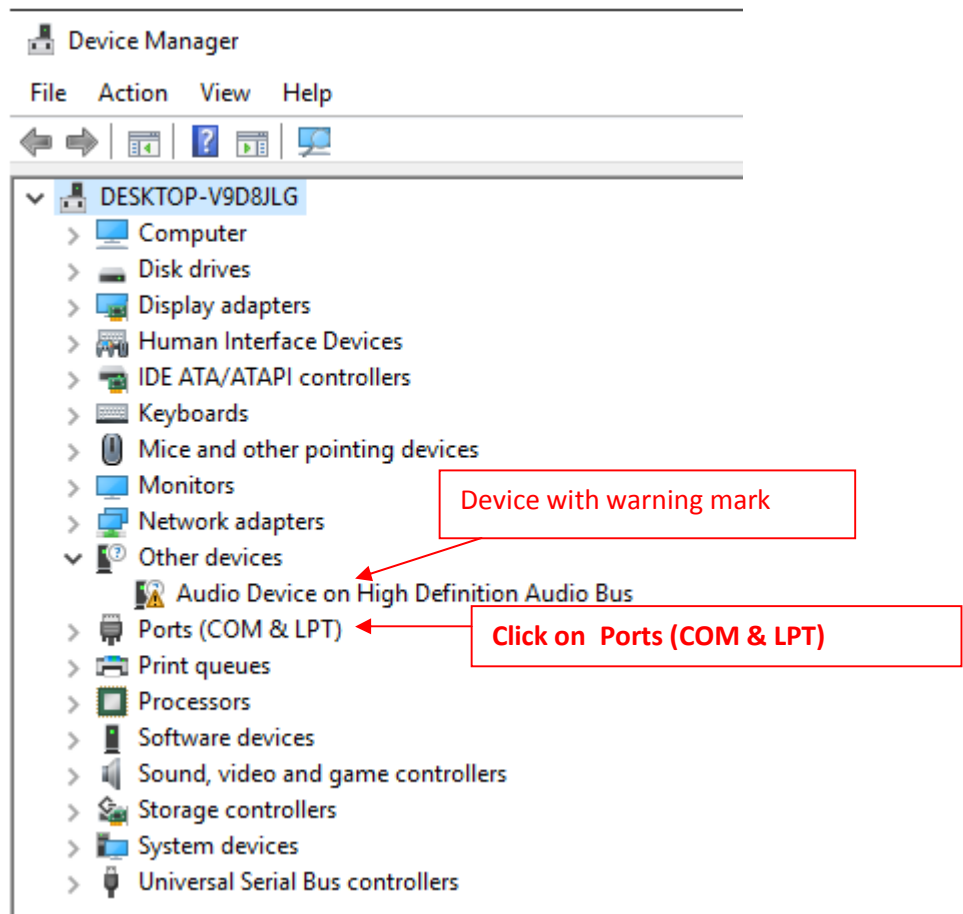 Device Manager
File Action View Help
DESKTOP-V9D8JLG
Computer
Disk drives
Display adapters
Human Interface Devices
IDE ATA/ATAPI controllers
Keyboards
Mice and other pointing devices
Monitors
Device with warning mark
Network adapters
Other devices
Audio Device on High Definition Audio Bus
Ports (COM & LPT)
Click on Ports (COM & LPT)
Print queues
Processors
Software devices
Sound, video and game controllers
Storage controllers
System devices
Universal Serial Bus controllers